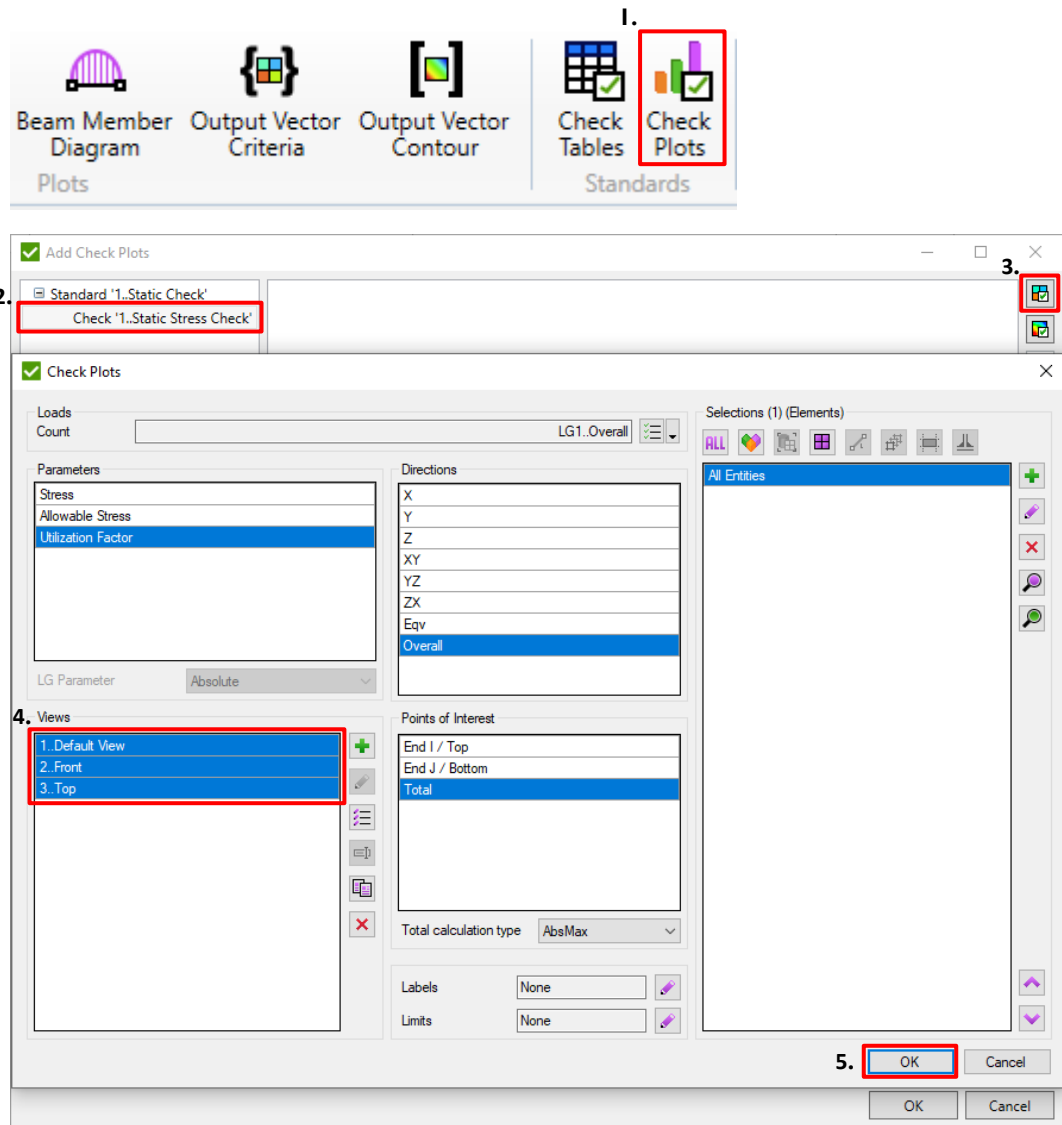 1.
Beam Member Diagram
Output Vector Criteria
Output Vector Contour
Check Tables
Check Plots
Plots
Standards
Add Check Plots
3.
2.
Standard '1..Static Check'
Check '1..Static Stress Check'
Check Plots
Loads
Count
LG1..Overall
Selections (1) (Elements)
ALL
Parameters
Stress
Allowable Stress
Utilization Factor
LG Parameter
Absolute
Directions
X
Y
Z
XY
YZ
ZX
Eqv
Overall
All Entities
4.
Views
1..Default View
2..Front
3..Top
Points of Interest
End I / Top
End J / Bottom
Total
Total calculation type
AbsMax
Labels
None
Limits
None
5.
OK
Cancel
OK
Cancel